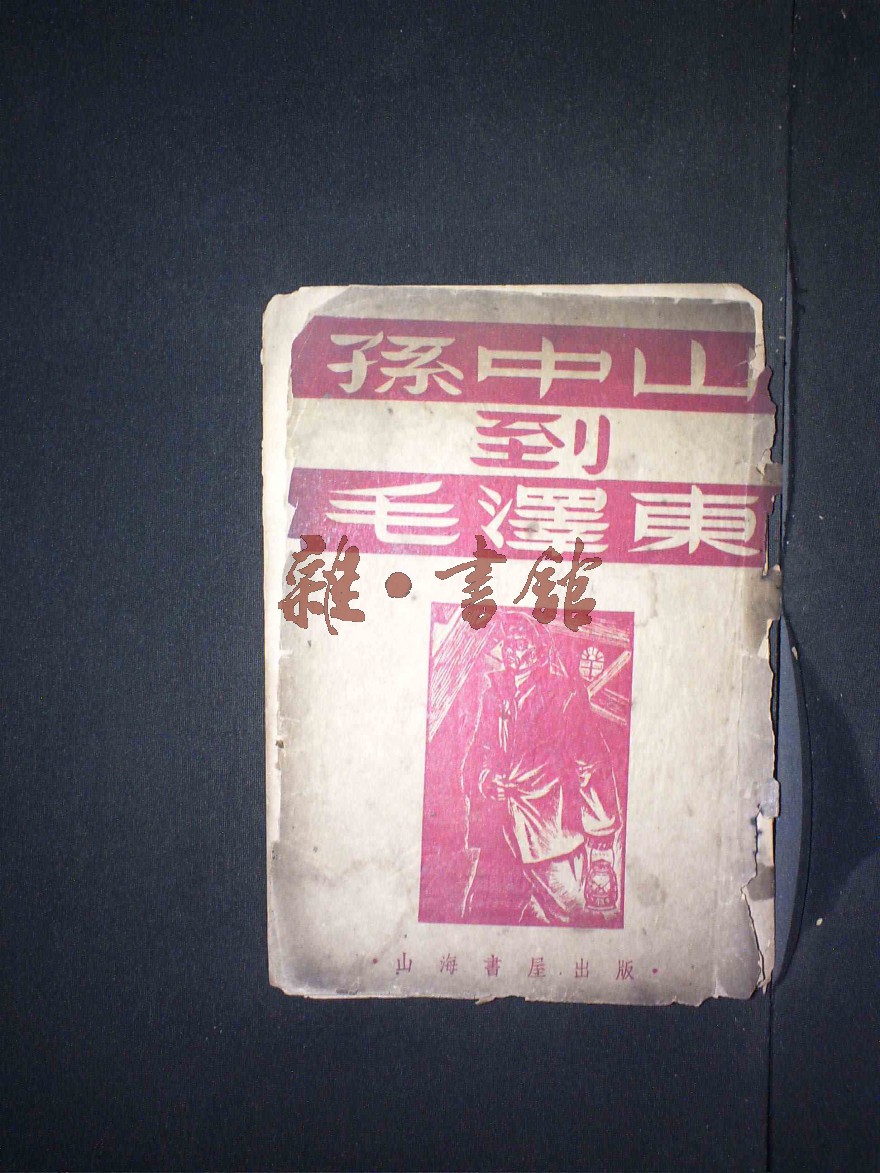 孫中山
到
毛澤東
雜·書館
·山海書屋出版·